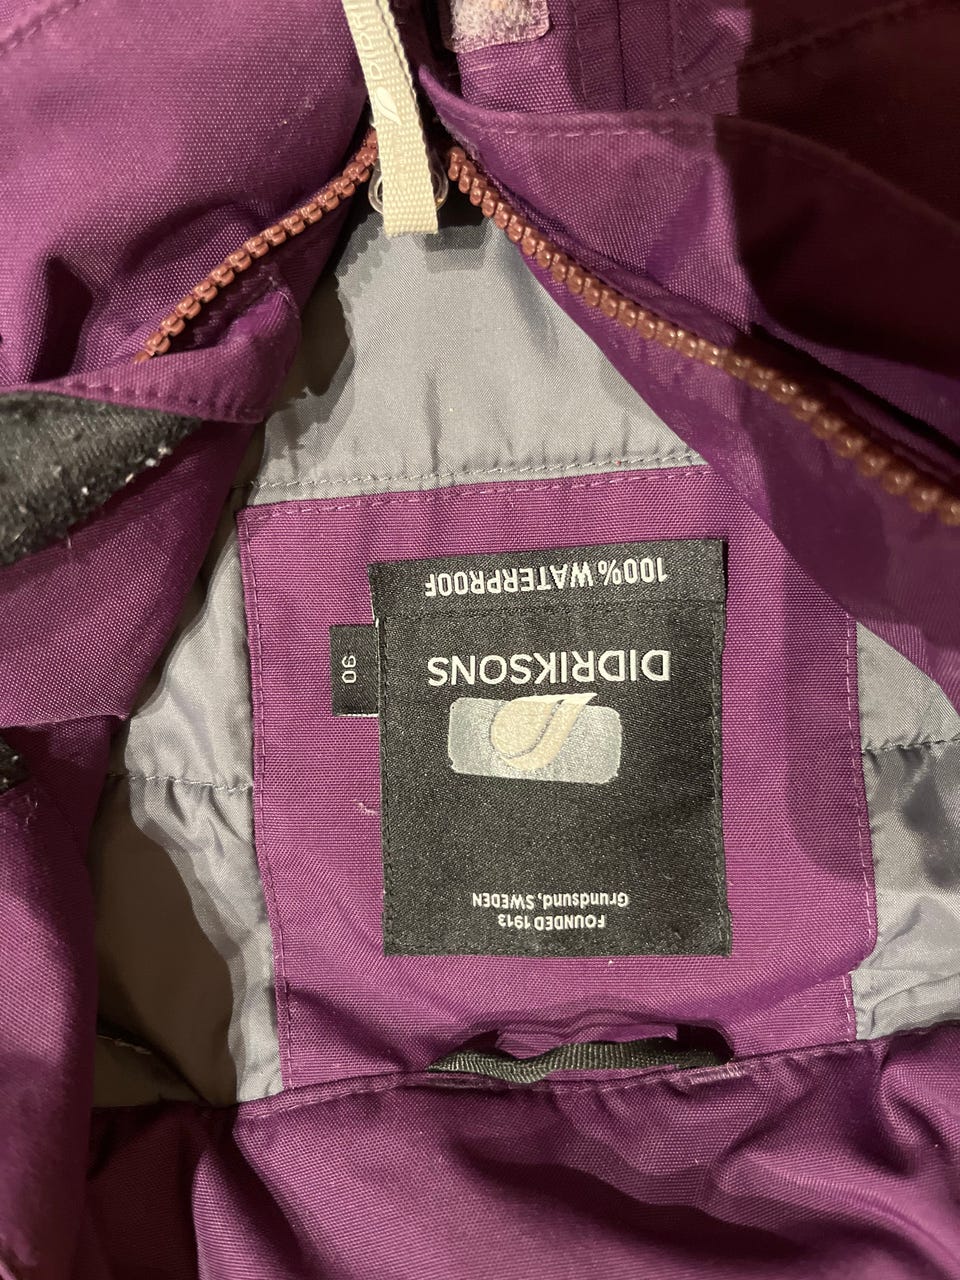 FOUNDED 1913
Grundsund, SWEDEN
DIDRIKSONS
100% WATERPROOF
90